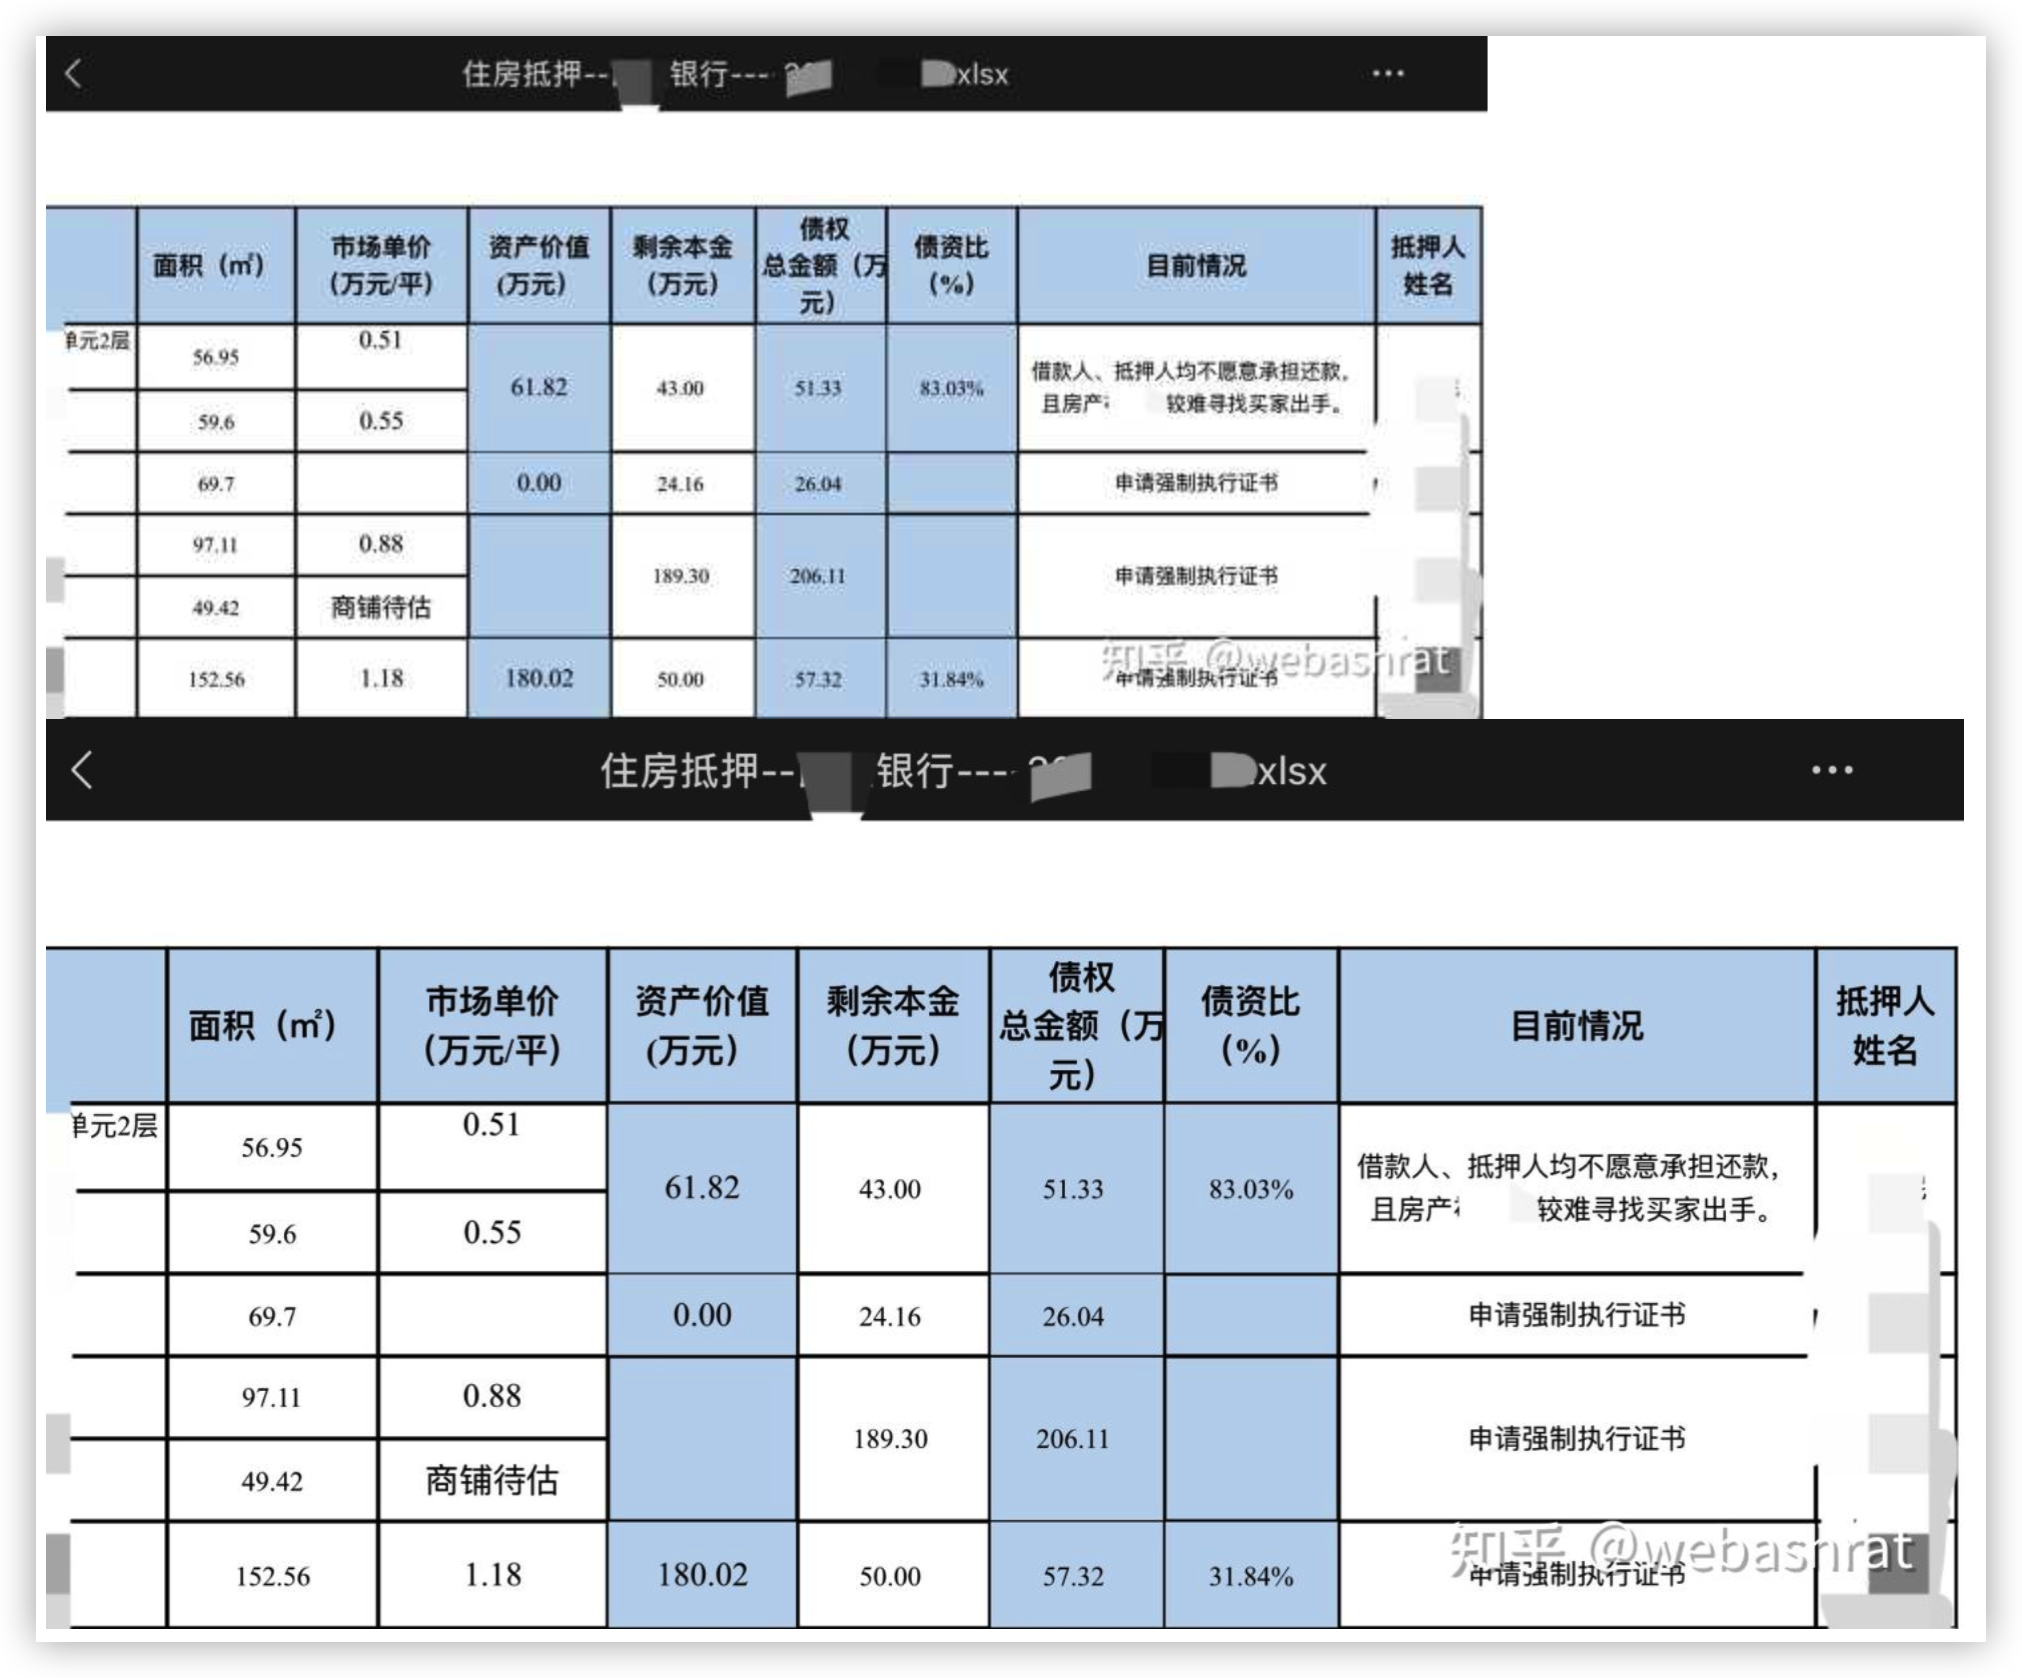 住房抵押-- 银行---- xlsx
面积（㎡） 市场单价（万元/平） 资产价值（万元） 剩余本金（万元） 债权总金额（万元） 债资比（%） 目前情况 抵押人姓名
单元2层 56.95 0.51 61.82 43.00 51.33 83.03% 借款人、抵押人均不愿意承担还款，
且房产 较难寻找买家出手。
59.6 0.55
69.7 0.00 24.16 26.04 申请强制执行证书
97.11 0.88 189.30 206.11 申请强制执行证书
49.42 商铺待估
152.56 1.18 180.02 50.00 57.32 31.84% 申请强制执行证书
知乎 @webashrat
住房抵押-- 银行---- xlsx
面积（㎡） 市场单价（万元/平） 资产价值（万元） 剩余本金（万元） 债权总金额（万元） 债资比（%） 目前情况 抵押人姓名
单元2层 56.95 0.51 61.82 43.00 51.33 83.03% 借款人、抵押人均不愿意承担还款，
且房产 较难寻找买家出手。
59.6 0.55
69.7 0.00 24.16 26.04 申请强制执行证书
97.11 0.88 189.30 206.11 申请强制执行证书
49.42 商铺待估
152.56 1.18 180.02 50.00 57.32 31.84% 申请强制执行证书
知乎 @webashrat